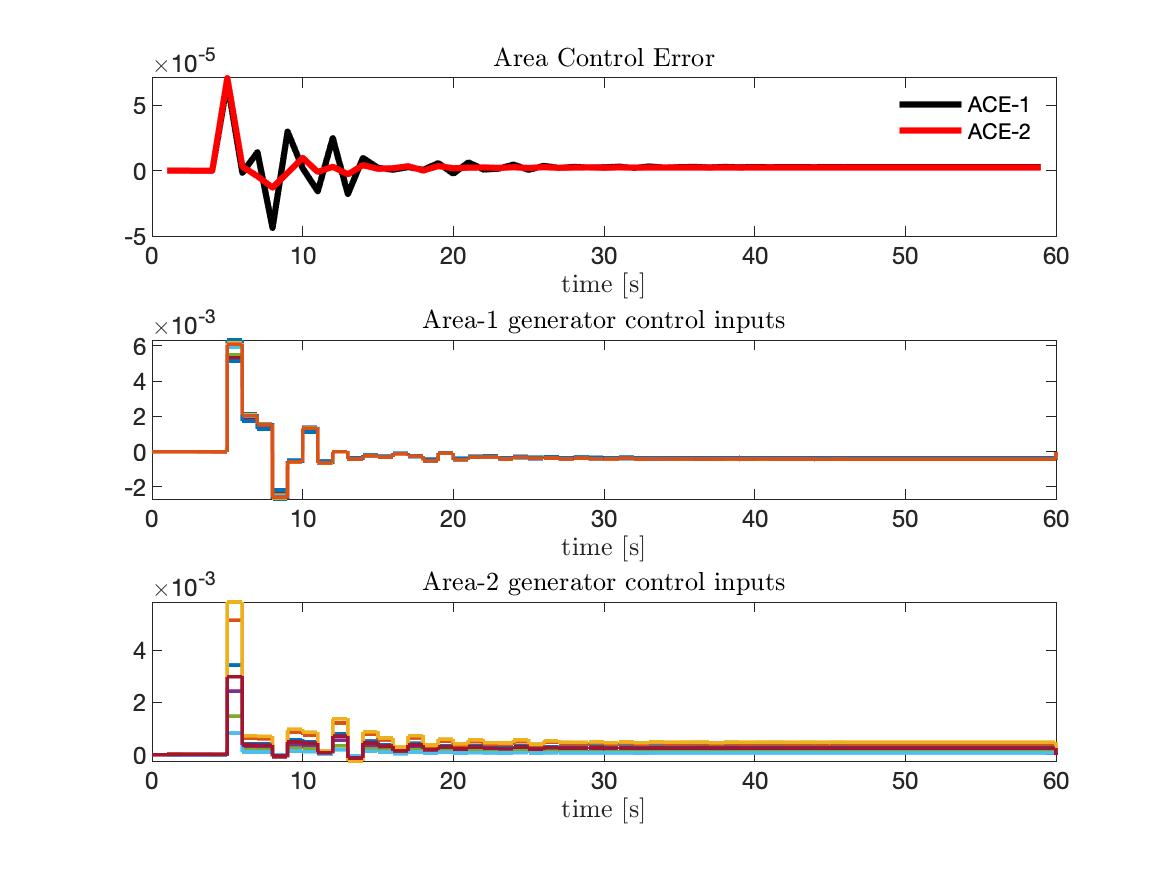 ×10-5
Area Control Error
5
0
-5
ACE-1
ACE-2
0 10 20 30 40 50 60
time [s]
×10-3
Area-1 generator control inputs
6
4
2
0
-2
0 10 20 30 40 50 60
time [s]
×10-3
Area-2 generator control inputs
4
2
0
0 10 20 30 40 50 60
time [s]